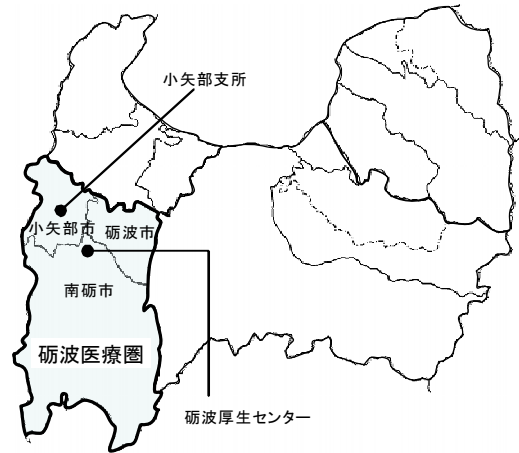 小矢部支所
小矢部市
砺波市
南砺市
砺波医療圏
砺波厚生センター